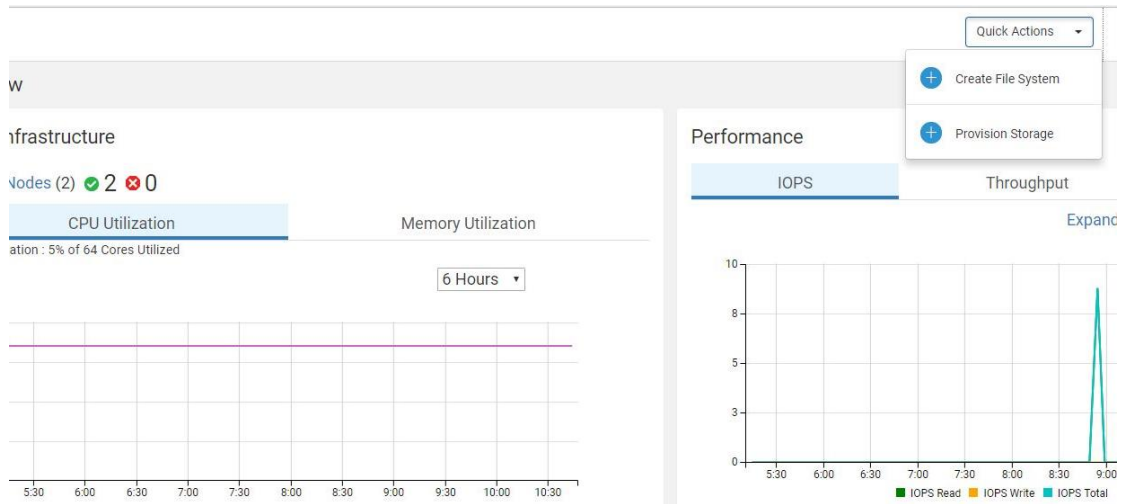 Quick Actions
Create File System
w
nfrastructure
Performance
Provision Storage
Nodes (2) 2 0
IOPS
Throughput
CPU Utilization
Memory Utilization
ation : 5% of 64 Cores Utilized
Expand
6 Hours
10
8
5
3
0
5:30 6:00 6:30 7:00 7:30 8:00 8:30 9:00 9:30 10:00 10:30
5:30 6:00 6:30 7:00 7:30 8:00 8:30 9:00
IOPS Read IOPS Write IOPS Total